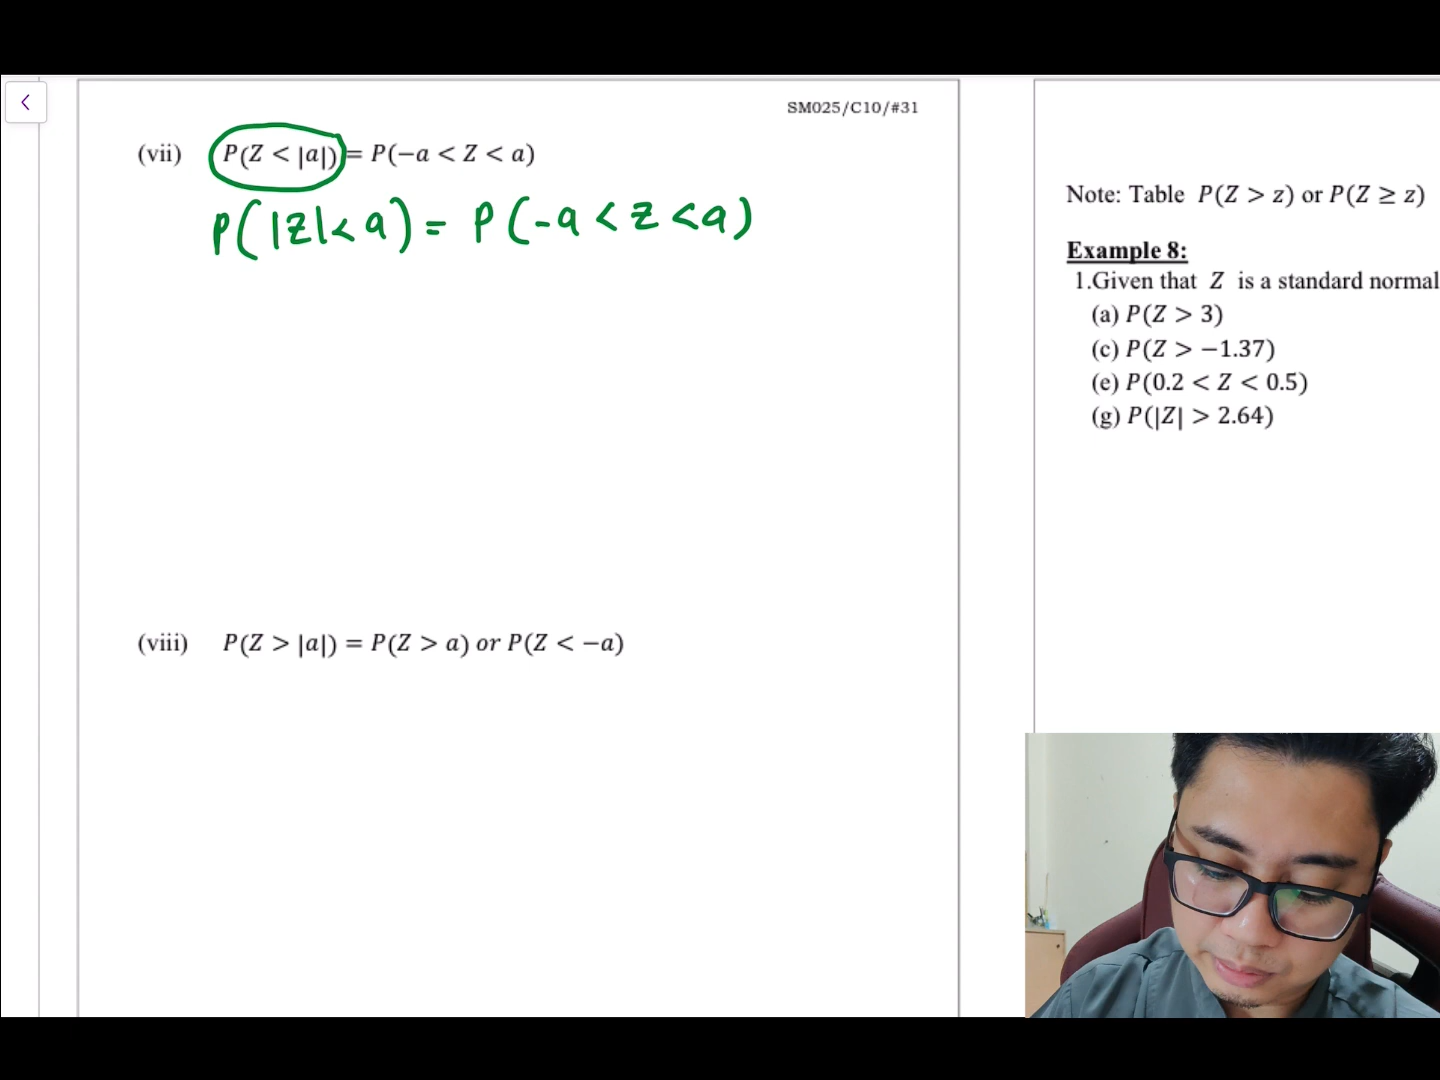 SM025/C10/#31
(vii) P(Z < |a|) = P(−a < Z < a)
P(|Z|< a) = P(-a < Z < a)
(viii) P(Z > |a|) = P(Z > a) or P(Z < −a)
Note: Table P(Z > z) or P(Z ≥ z)
Example 8:
1.Given that Z is a standard normal
(a) P(Z > 3)
(c) P(Z > −1.37)
(e) P(0.2 < Z < 0.5)
(g) P(|Z| > 2.64)